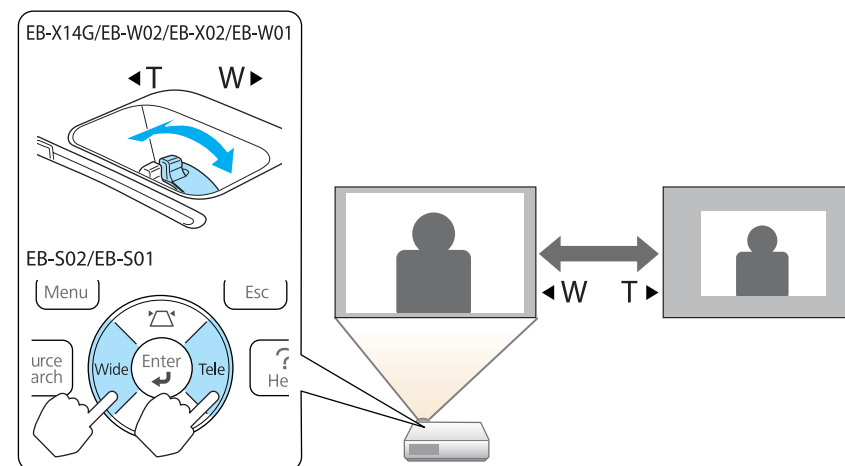 EB-X14G/EB-W02/EB-X02/EB-W01
◄T W►
EB-S02/EB-S01
Menu Esc
urce
arch
Wide Enter Tele
?
He
◄W T►